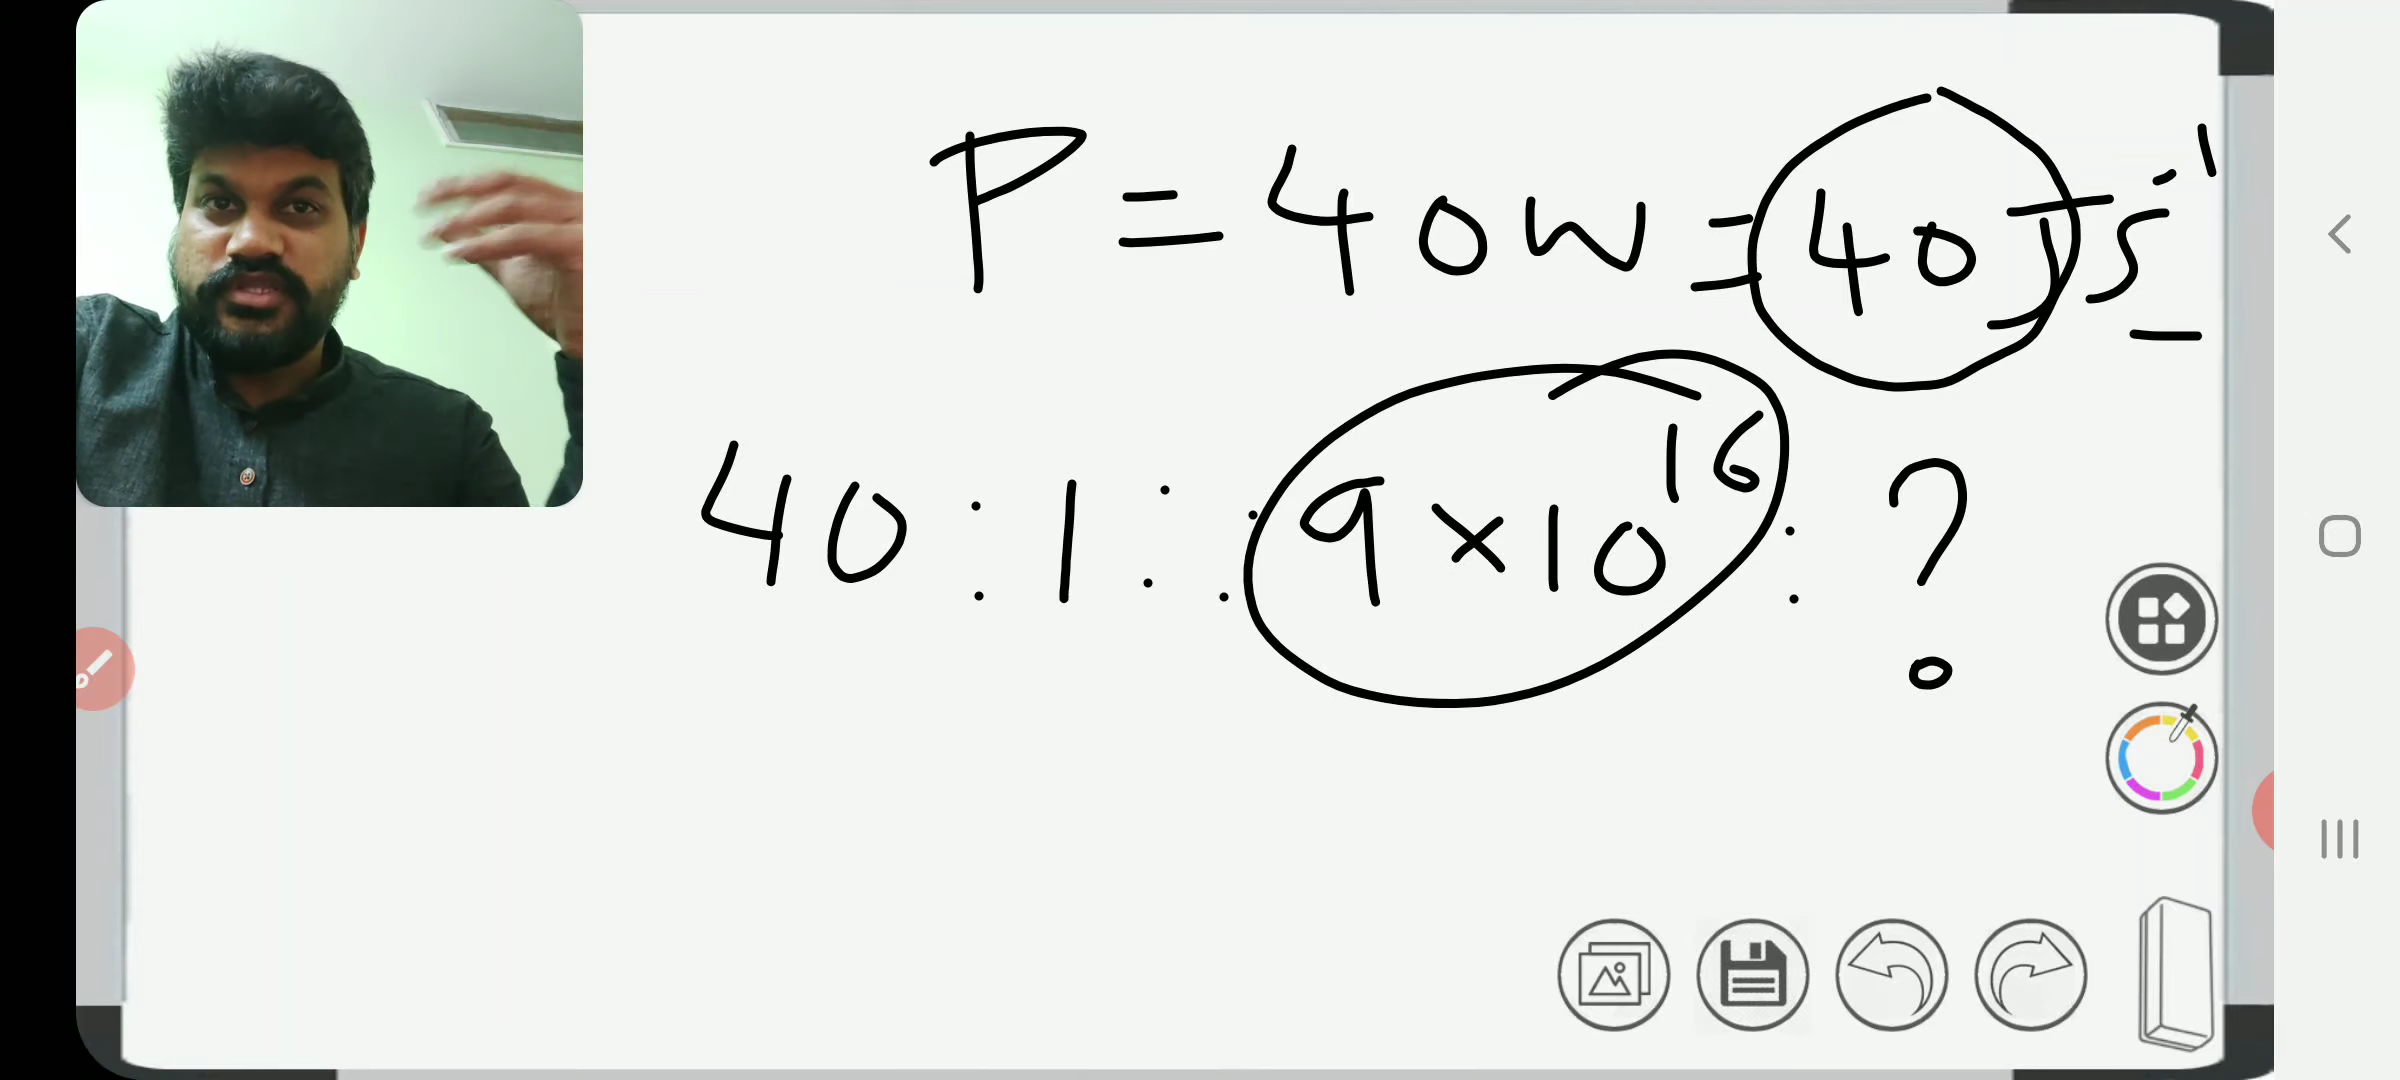 P = 40W = 40 Js⁻¹
40 : 1 :: 9×10¹⁶ : ?